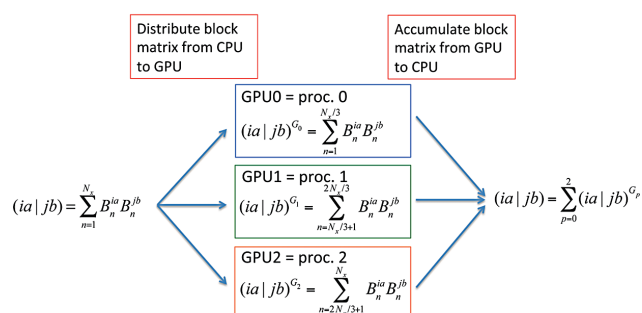 Distribute block
matrix from CPU
to GPU
Accumulate block
matrix from GPU
to CPU
GPU0 = proc. 0
(ia | jb)^{G_0} = \sum_{n=1}^{N_x/3} B_n^{ia} B_n^{jb}
GPU1 = proc. 1
(ia | jb) = \sum_{n=1}^{N_x} B_n^{ia} B_n^{jb}
(ia | jb)^{G_1} = \sum_{n=N_x/3+1}^{2N_x/3} B_n^{ia} B_n^{jb}
(ia | jb) = \sum_{p=0}^{2} (ia | jb)^{G_p}
GPU2 = proc. 2
(ia | jb)^{G_2} = \sum_{n=2N_x/3+1}^{N_x} B_n^{ia} B_n^{jb}